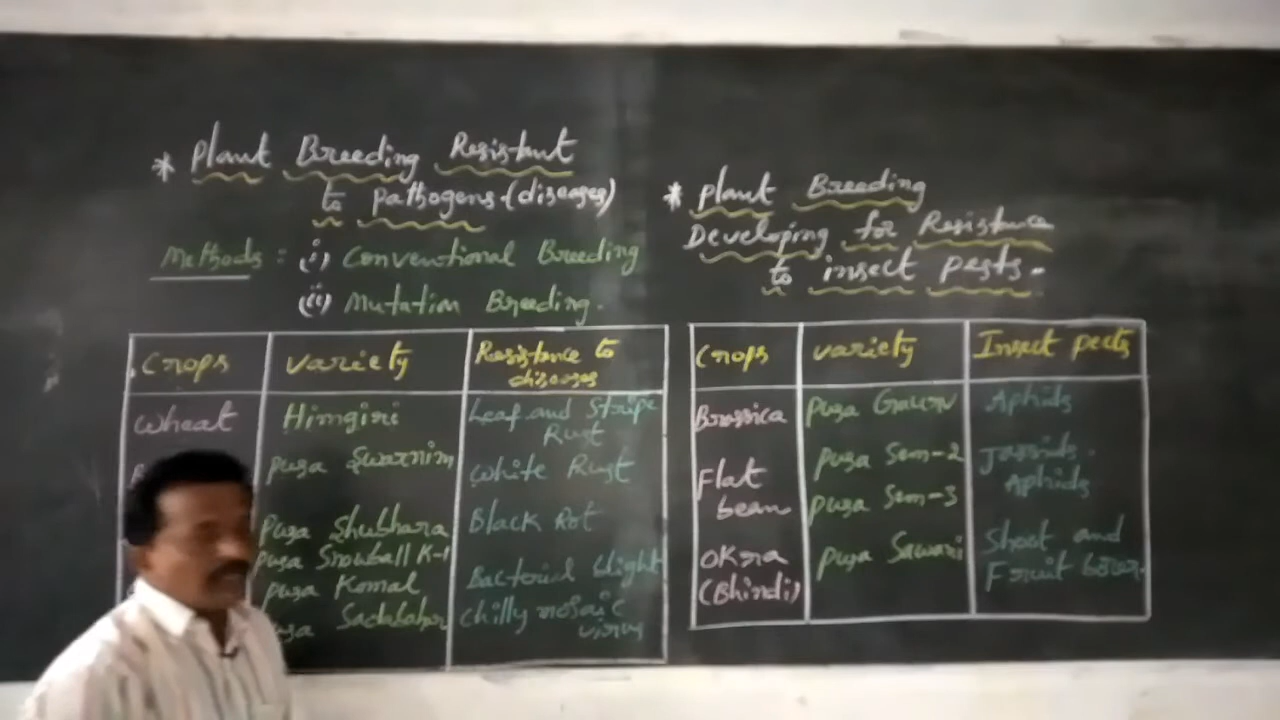 * Plant Breeding Resistant
to Pathogens (diseases)
Methods : (i) Conventional Breeding
(ii) Mutation Breeding.
Crops variety Resistance to
diseases
Wheat Himgiri Leaf and Stripe
Rust
Pusa Swarnim White Rust
Pusa Shubhara Black Rot
Pusa Snowball K-1
Pusa Komal Bacterial blight
Sadabahar Chilly mosaic
virus
* Plant Breeding
Developing for Resistance
to insect pests.
Crops variety Insect pests
Brassica Pusa Gaurav Aphids
Flat
bean Pusa Sem-2 Jassids.
Pusa Sem-3 Aphids
Okra
(Bhindi) Pusa Sawani Shoot and
Fruit borer.